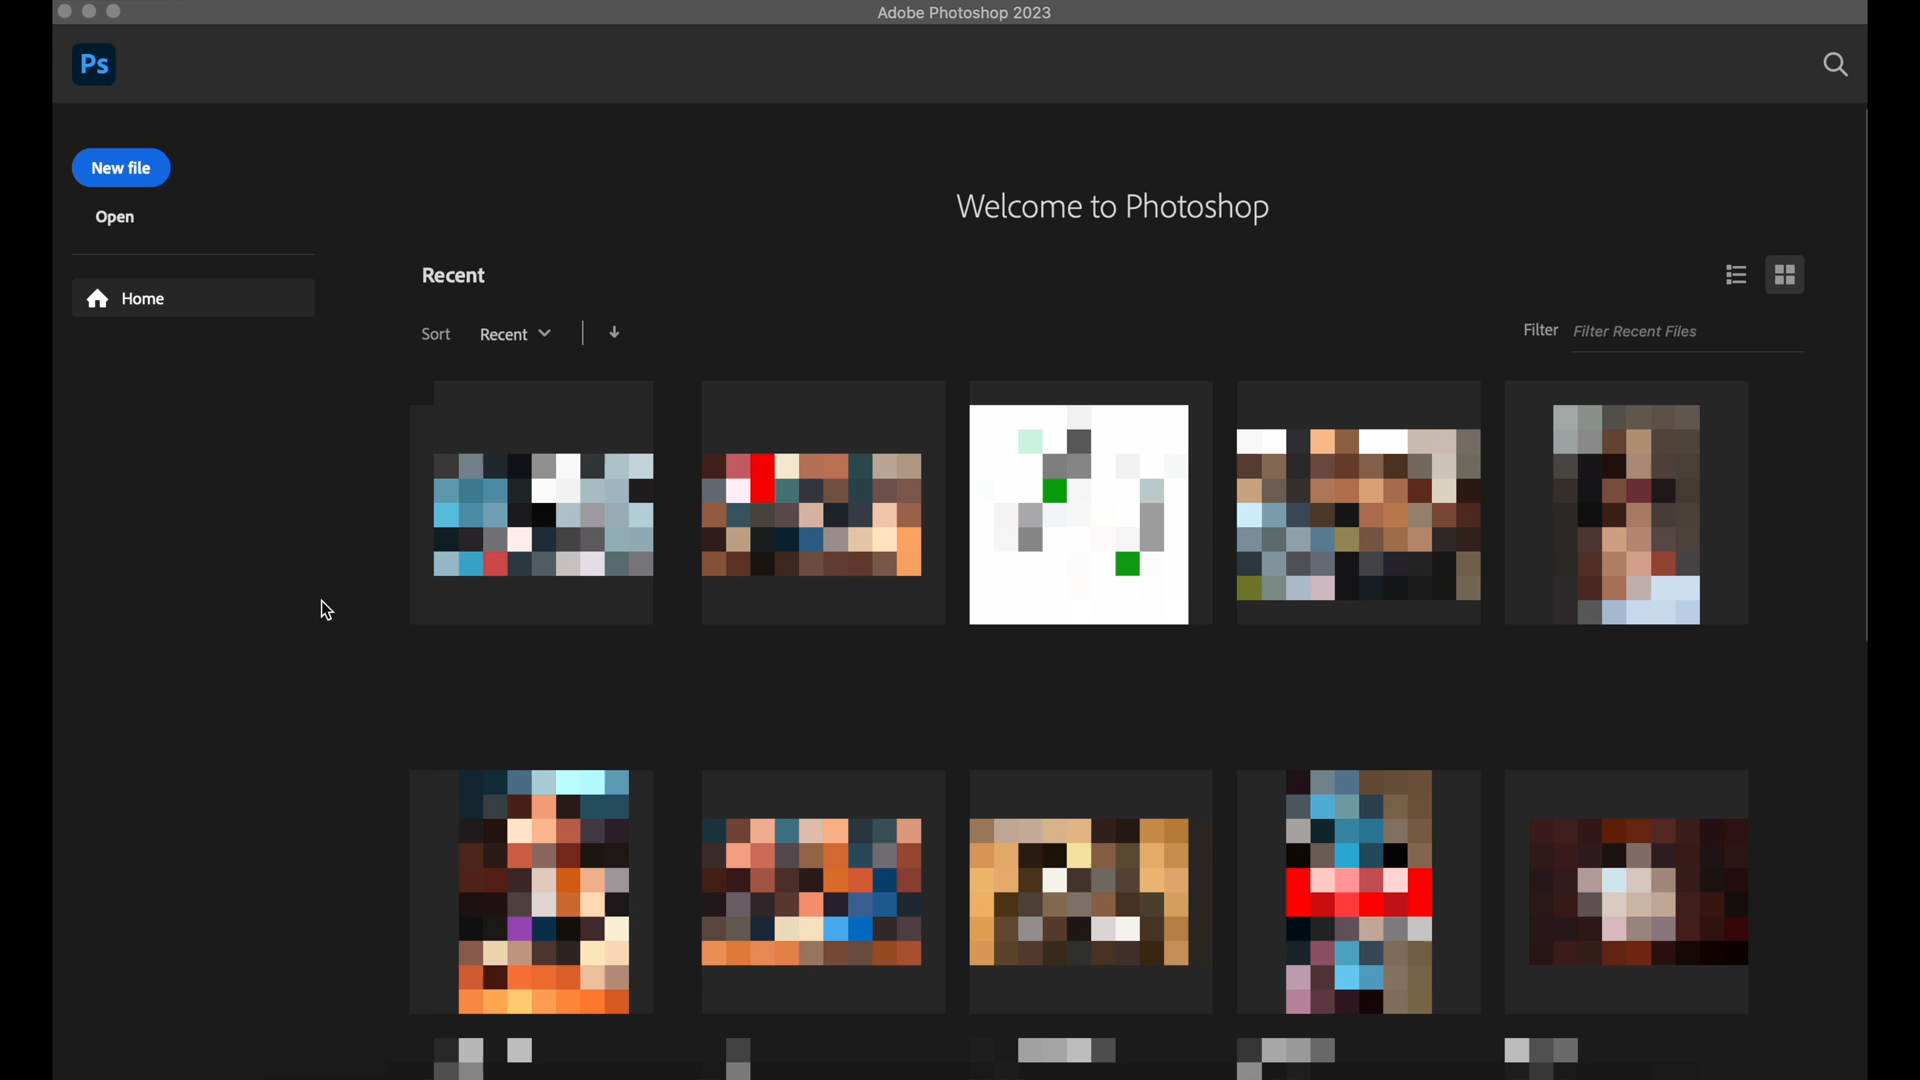 Adobe Photoshop 2023
Ps
New file
Open
Home
Welcome to Photoshop
Recent
Sort
Recent
Filter
Filter Recent Files